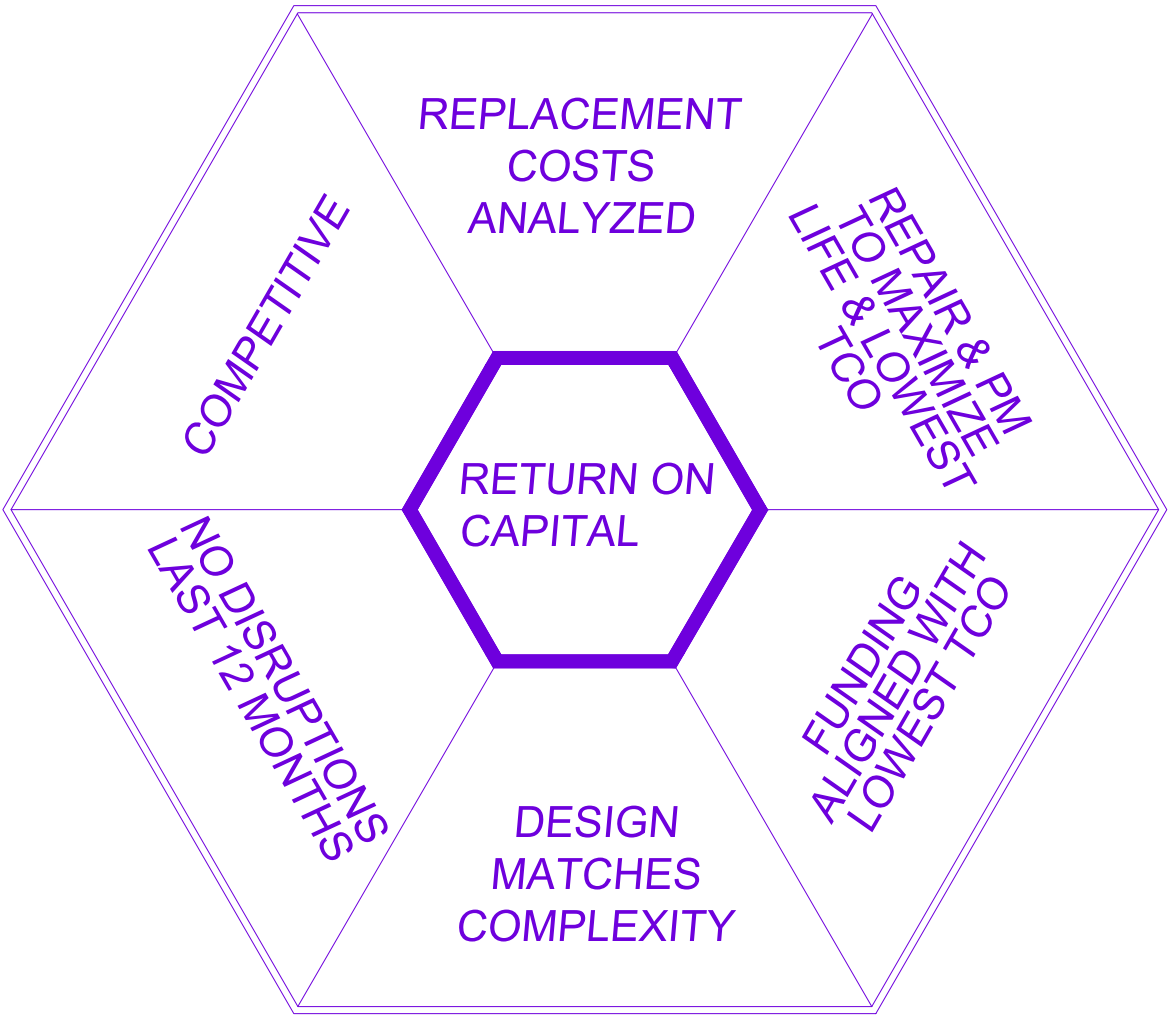 REPLACEMENT
COSTS
ANALYZED
REPAIR & PM
TO MAXIMIZE
LIFE & LOWEST
TCO
FUNDING
ALIGNED WITH
LOWEST TCO
DESIGN
MATCHES
COMPLEXITY
NO DISRUPTIONS
LAST 12 MONTHS
COMPETITIVE
RETURN ON
CAPITAL